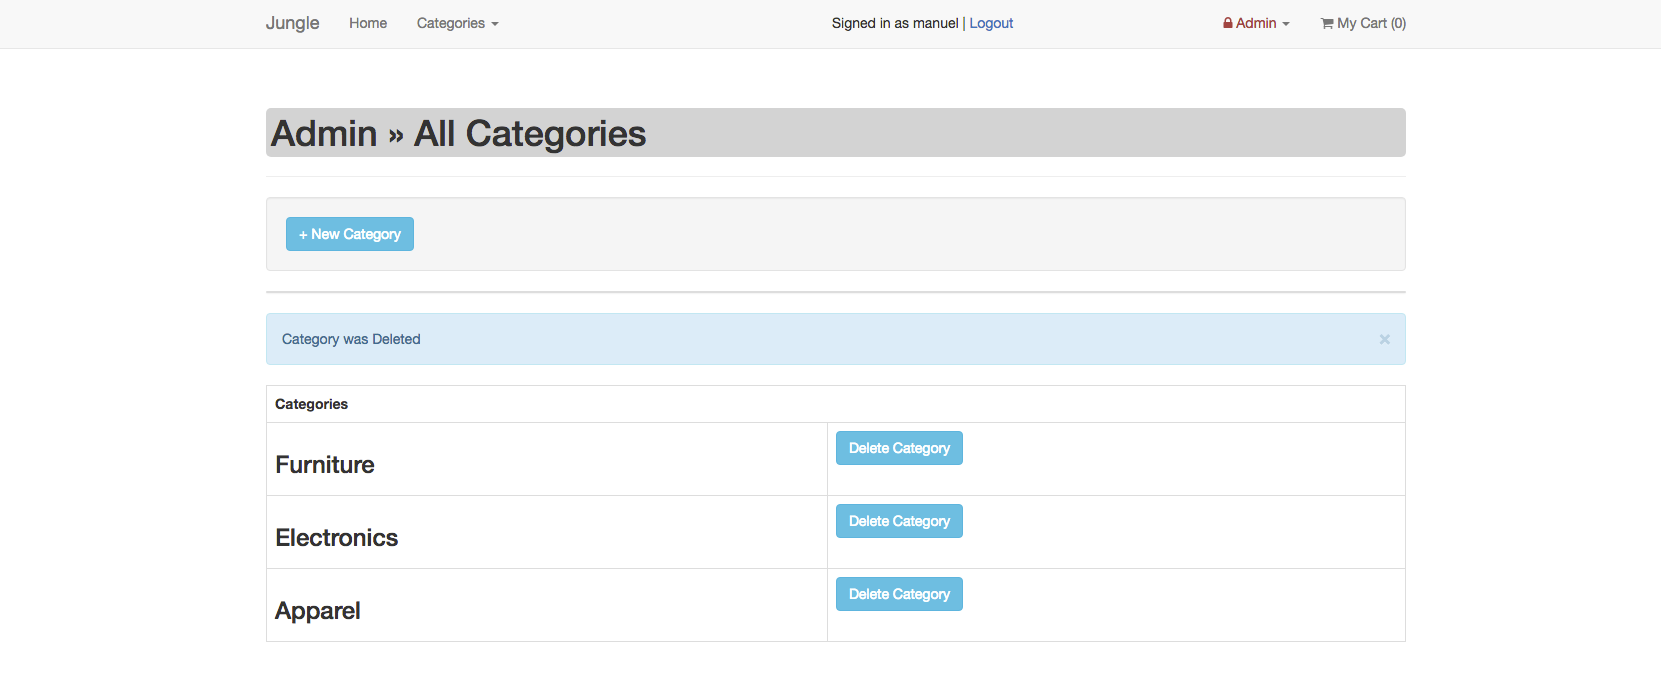 Jungle Home Categories Signed in as manuel | Logout Admin My Cart (0)
Admin » All Categories
+ New Category
Category was Deleted ×
Categories
Furniture Delete Category
Electronics Delete Category
Apparel Delete Category